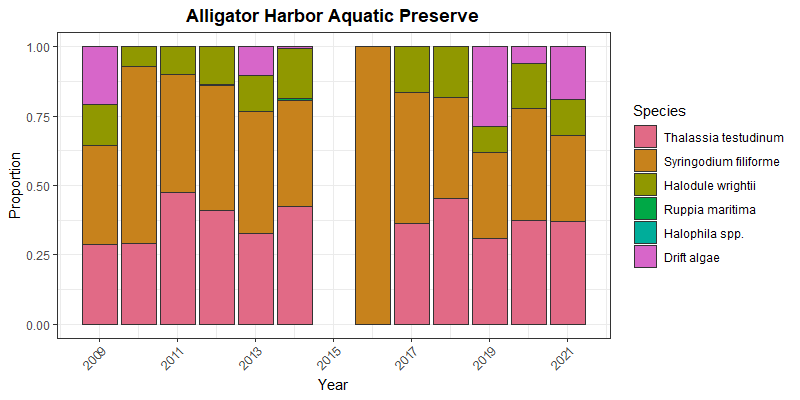 Alligator Harbor Aquatic Preserve
Proportion
1.00
0.75
0.50
0.25
0.00
2009
2011
2013
2015
2017
2019
2021
Year
Species
Thalassia testudinum
Syringodium filiforme
Halodule wrightii
Ruppia maritima
Halophila spp.
Drift algae